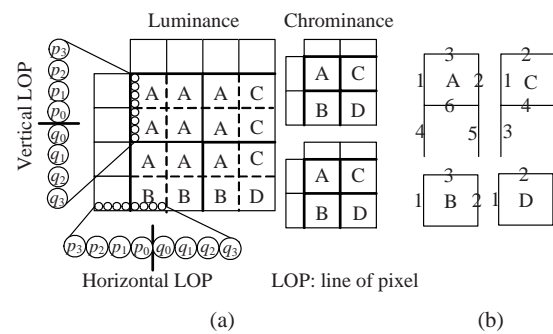 Luminance Chrominance
Vertical LOP
p3
p2
p1
p0
q0
q1
q2
q3
A A A C
A A A C
A A A C
B B B D
A C
B D
A C
B D
p3 p2 p1 p0 q0 q1 q2 q3
Horizontal LOP
LOP: line of pixel
3 2
1 A 2 1 C
6 4
4 5 3
3 2
1 B 2 1 D
(a) (b)